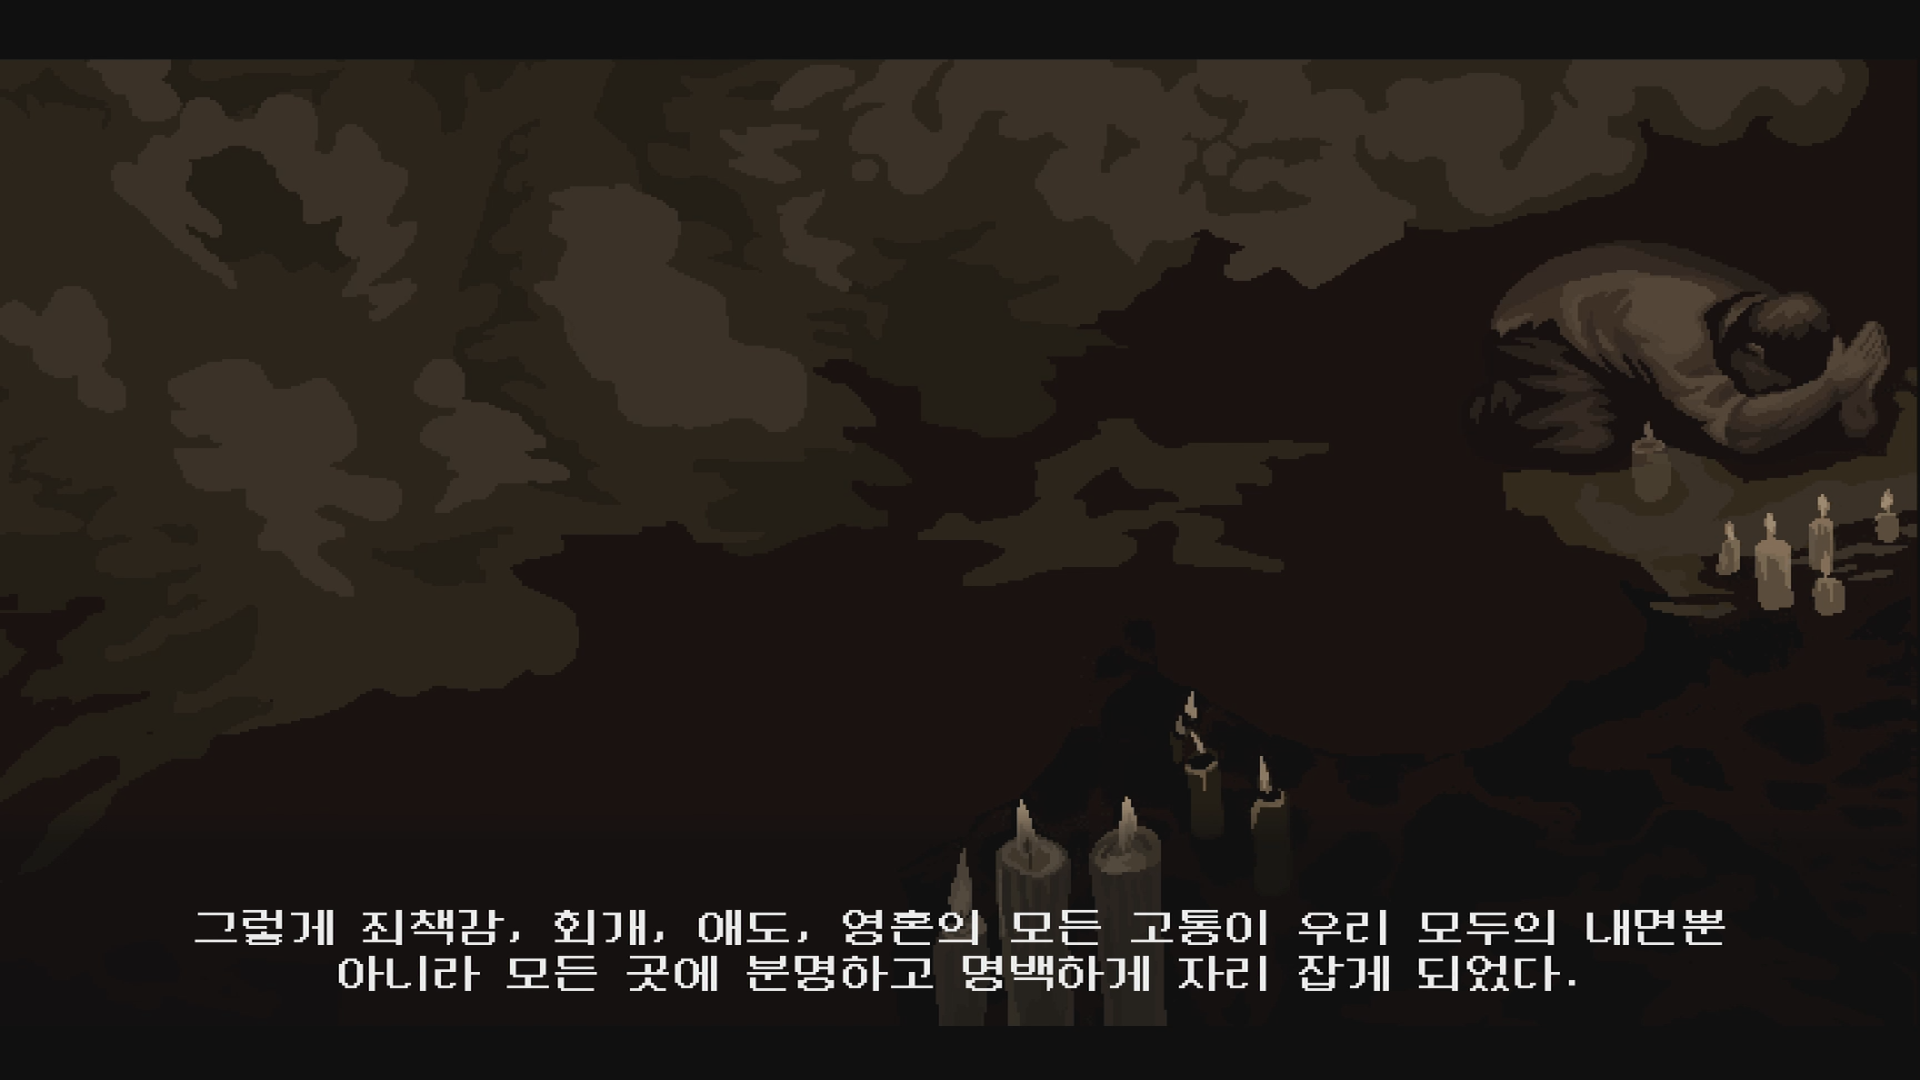 그렇게 죄책감, 회개, 애도, 영혼의 모든 고통이 우리 모두의 내면뿐
아니라 모든 곳에 분명하고 명백하게 자리 잡게 되었다.